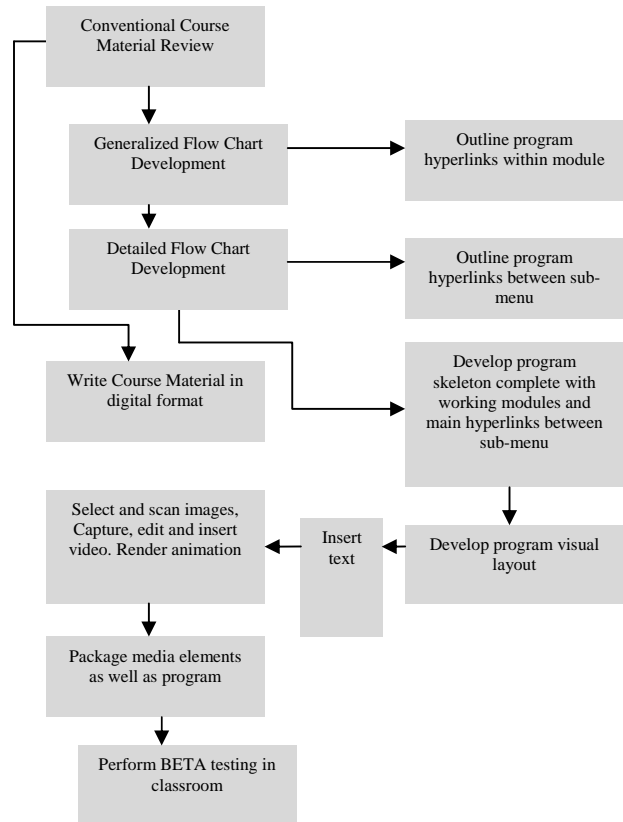 Conventional Course
Material Review
Generalized Flow Chart
Development
Outline program
hyperlinks within module
Detailed Flow Chart
Development
Outline program
hyperlinks between sub-
menu
Write Course Material in
digital format
Develop program
skeleton complete with
working modules and
main hyperlinks between
sub-menu
Develop program visual
layout
Insert
text
Select and scan images,
Capture, edit and insert
video. Render animation
Package media elements
as well as program
Perform BETA testing in
classroom